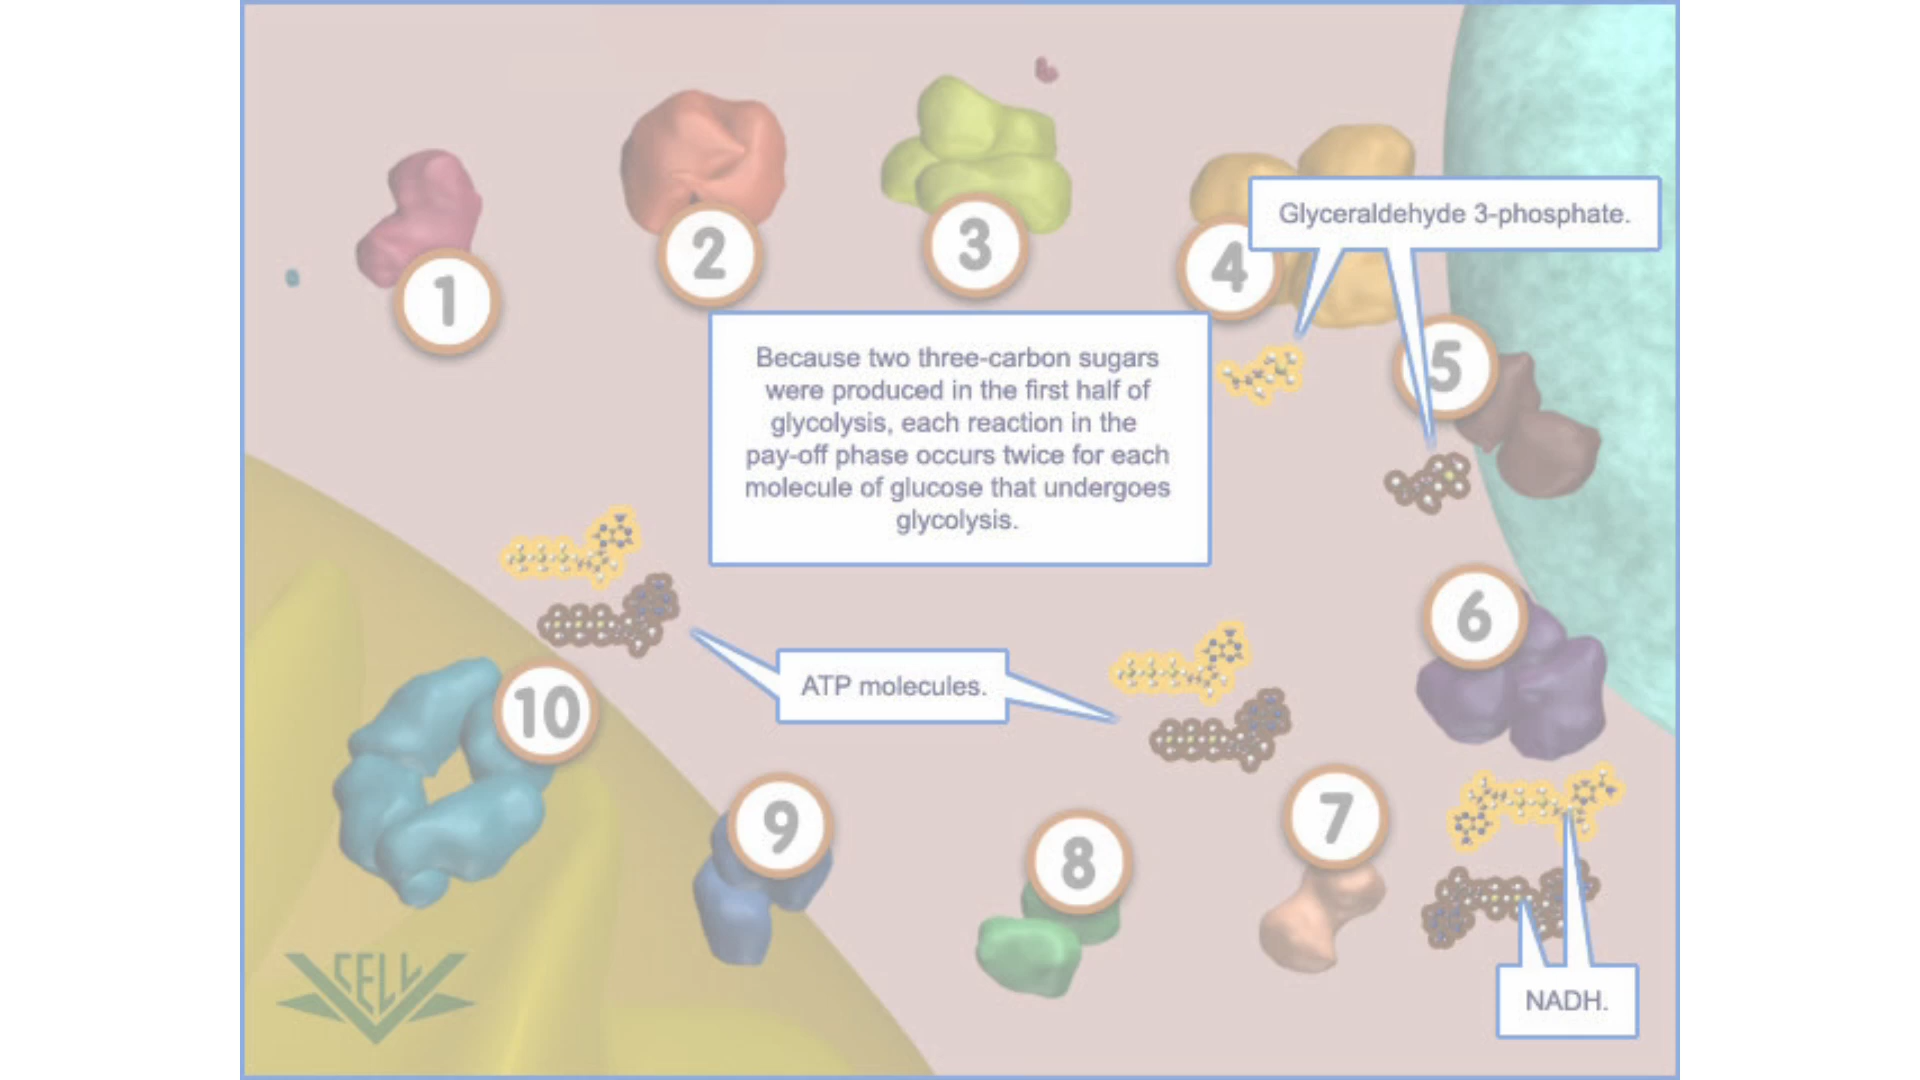 1
2
3
4
Glyceraldehyde 3-phosphate.
5
Because two three-carbon sugars
were produced in the first half of
glycolysis, each reaction in the
pay-off phase occurs twice for each
molecule of glucose that undergoes
glycolysis.
6
ATP molecules.
10
9
8
7
NADH.
VCELL